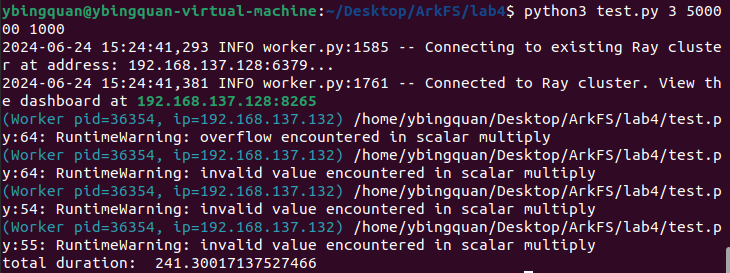 ybingquan@ybingquan-virtual-machine:~/Desktop/ArkFS/lab4$ python3 test.py 3 5000
00 1000
2024-06-24 15:24:41,293 INFO worker.py:1585 -- Connecting to existing Ray cluste
r at address: 192.168.137.128:6379...
2024-06-24 15:24:41,381 INFO worker.py:1761 -- Connected to Ray cluster. View th
e dashboard at 192.168.137.128:8265
(Worker pid=36354, ip=192.168.137.132) /home/ybingquan/Desktop/ArkFS/lab4/test.p
y:64: RuntimeWarning: overflow encountered in scalar multiply
(Worker pid=36354, ip=192.168.137.132) /home/ybingquan/Desktop/ArkFS/lab4/test.p
y:64: RuntimeWarning: invalid value encountered in scalar multiply
(Worker pid=36354, ip=192.168.137.132) /home/ybingquan/Desktop/ArkFS/lab4/test.p
y:54: RuntimeWarning: invalid value encountered in scalar multiply
(Worker pid=36354, ip=192.168.137.132) /home/ybingquan/Desktop/ArkFS/lab4/test.p
y:55: RuntimeWarning: invalid value encountered in scalar multiply
total duration:  241.30017137527466